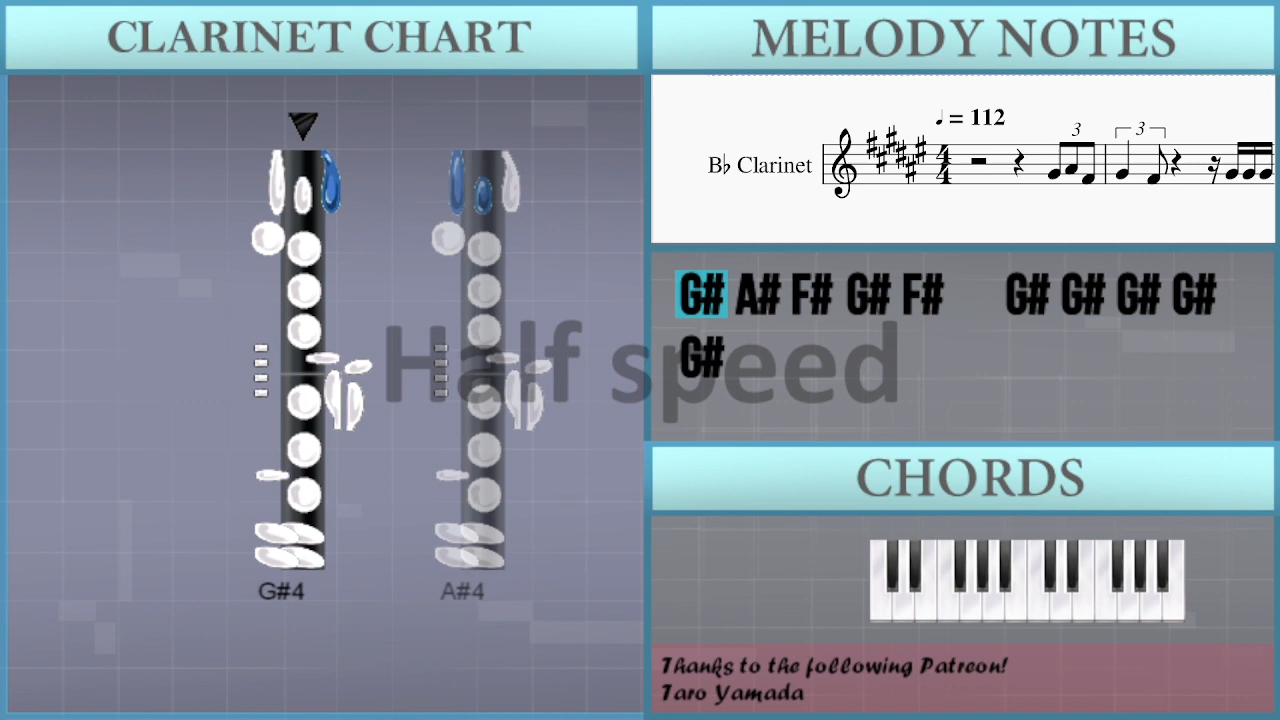 CLARINET CHART
G#4 A#4
MELODY NOTES
♩ = 112
B♭ Clarinet
4
4
3
3
G# A# F# G# F# G# G# G# G#
G#
Half speed
CHORDS
Thanks to the following Patreon!
Taro Yamada